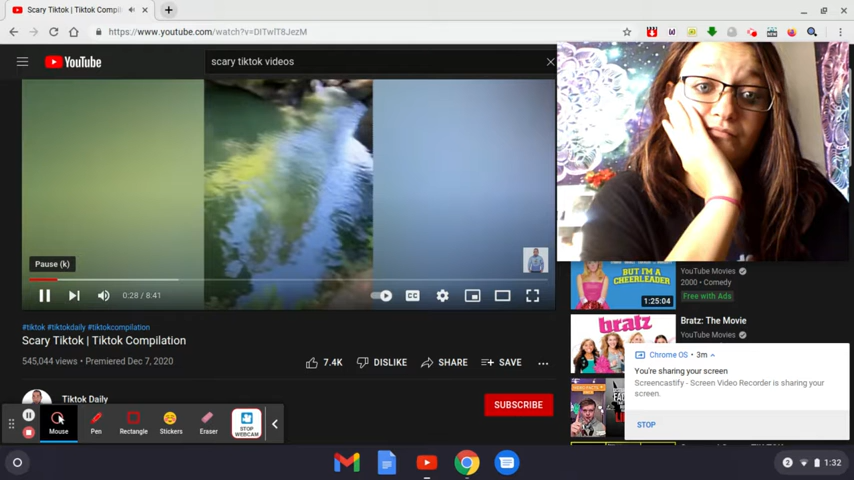 Scary Tiktok | Tiktok Compi
https://www.youtube.com/watch?v=DITwIT8JezM
YouTube
scary tiktok videos
Pause (k)
0:28 / 8:41
CC
#tiktok #tiktokdaily #tiktokcompilation
Scary Tiktok | Tiktok Compilation
545,044 views • Premiered Dec 7, 2020
7.4K
DISLIKE
SHARE
SAVE
Tiktok Daily
SUBSCRIBE
BUT I'M A
CHEERLEADER
1:25:04
YouTube Movies
2000 • Comedy
Free with Ads
bratz
Bratz: The Movie
YouTube Movies
Chrome OS • 3m
You're sharing your screen
Screencastify - Screen Video Recorder is sharing your
screen.
STOP
Mouse
Pen
Rectangle
Stickers
Eraser
STOP
WEBCAM
2
1:32